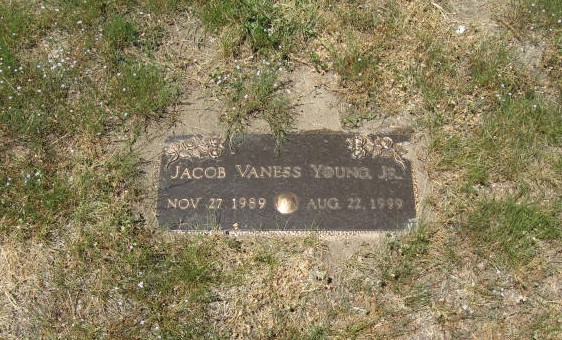 JACOB VANESS YOUNG, JR.
NOV 27 1989 AUG. 22, 1999